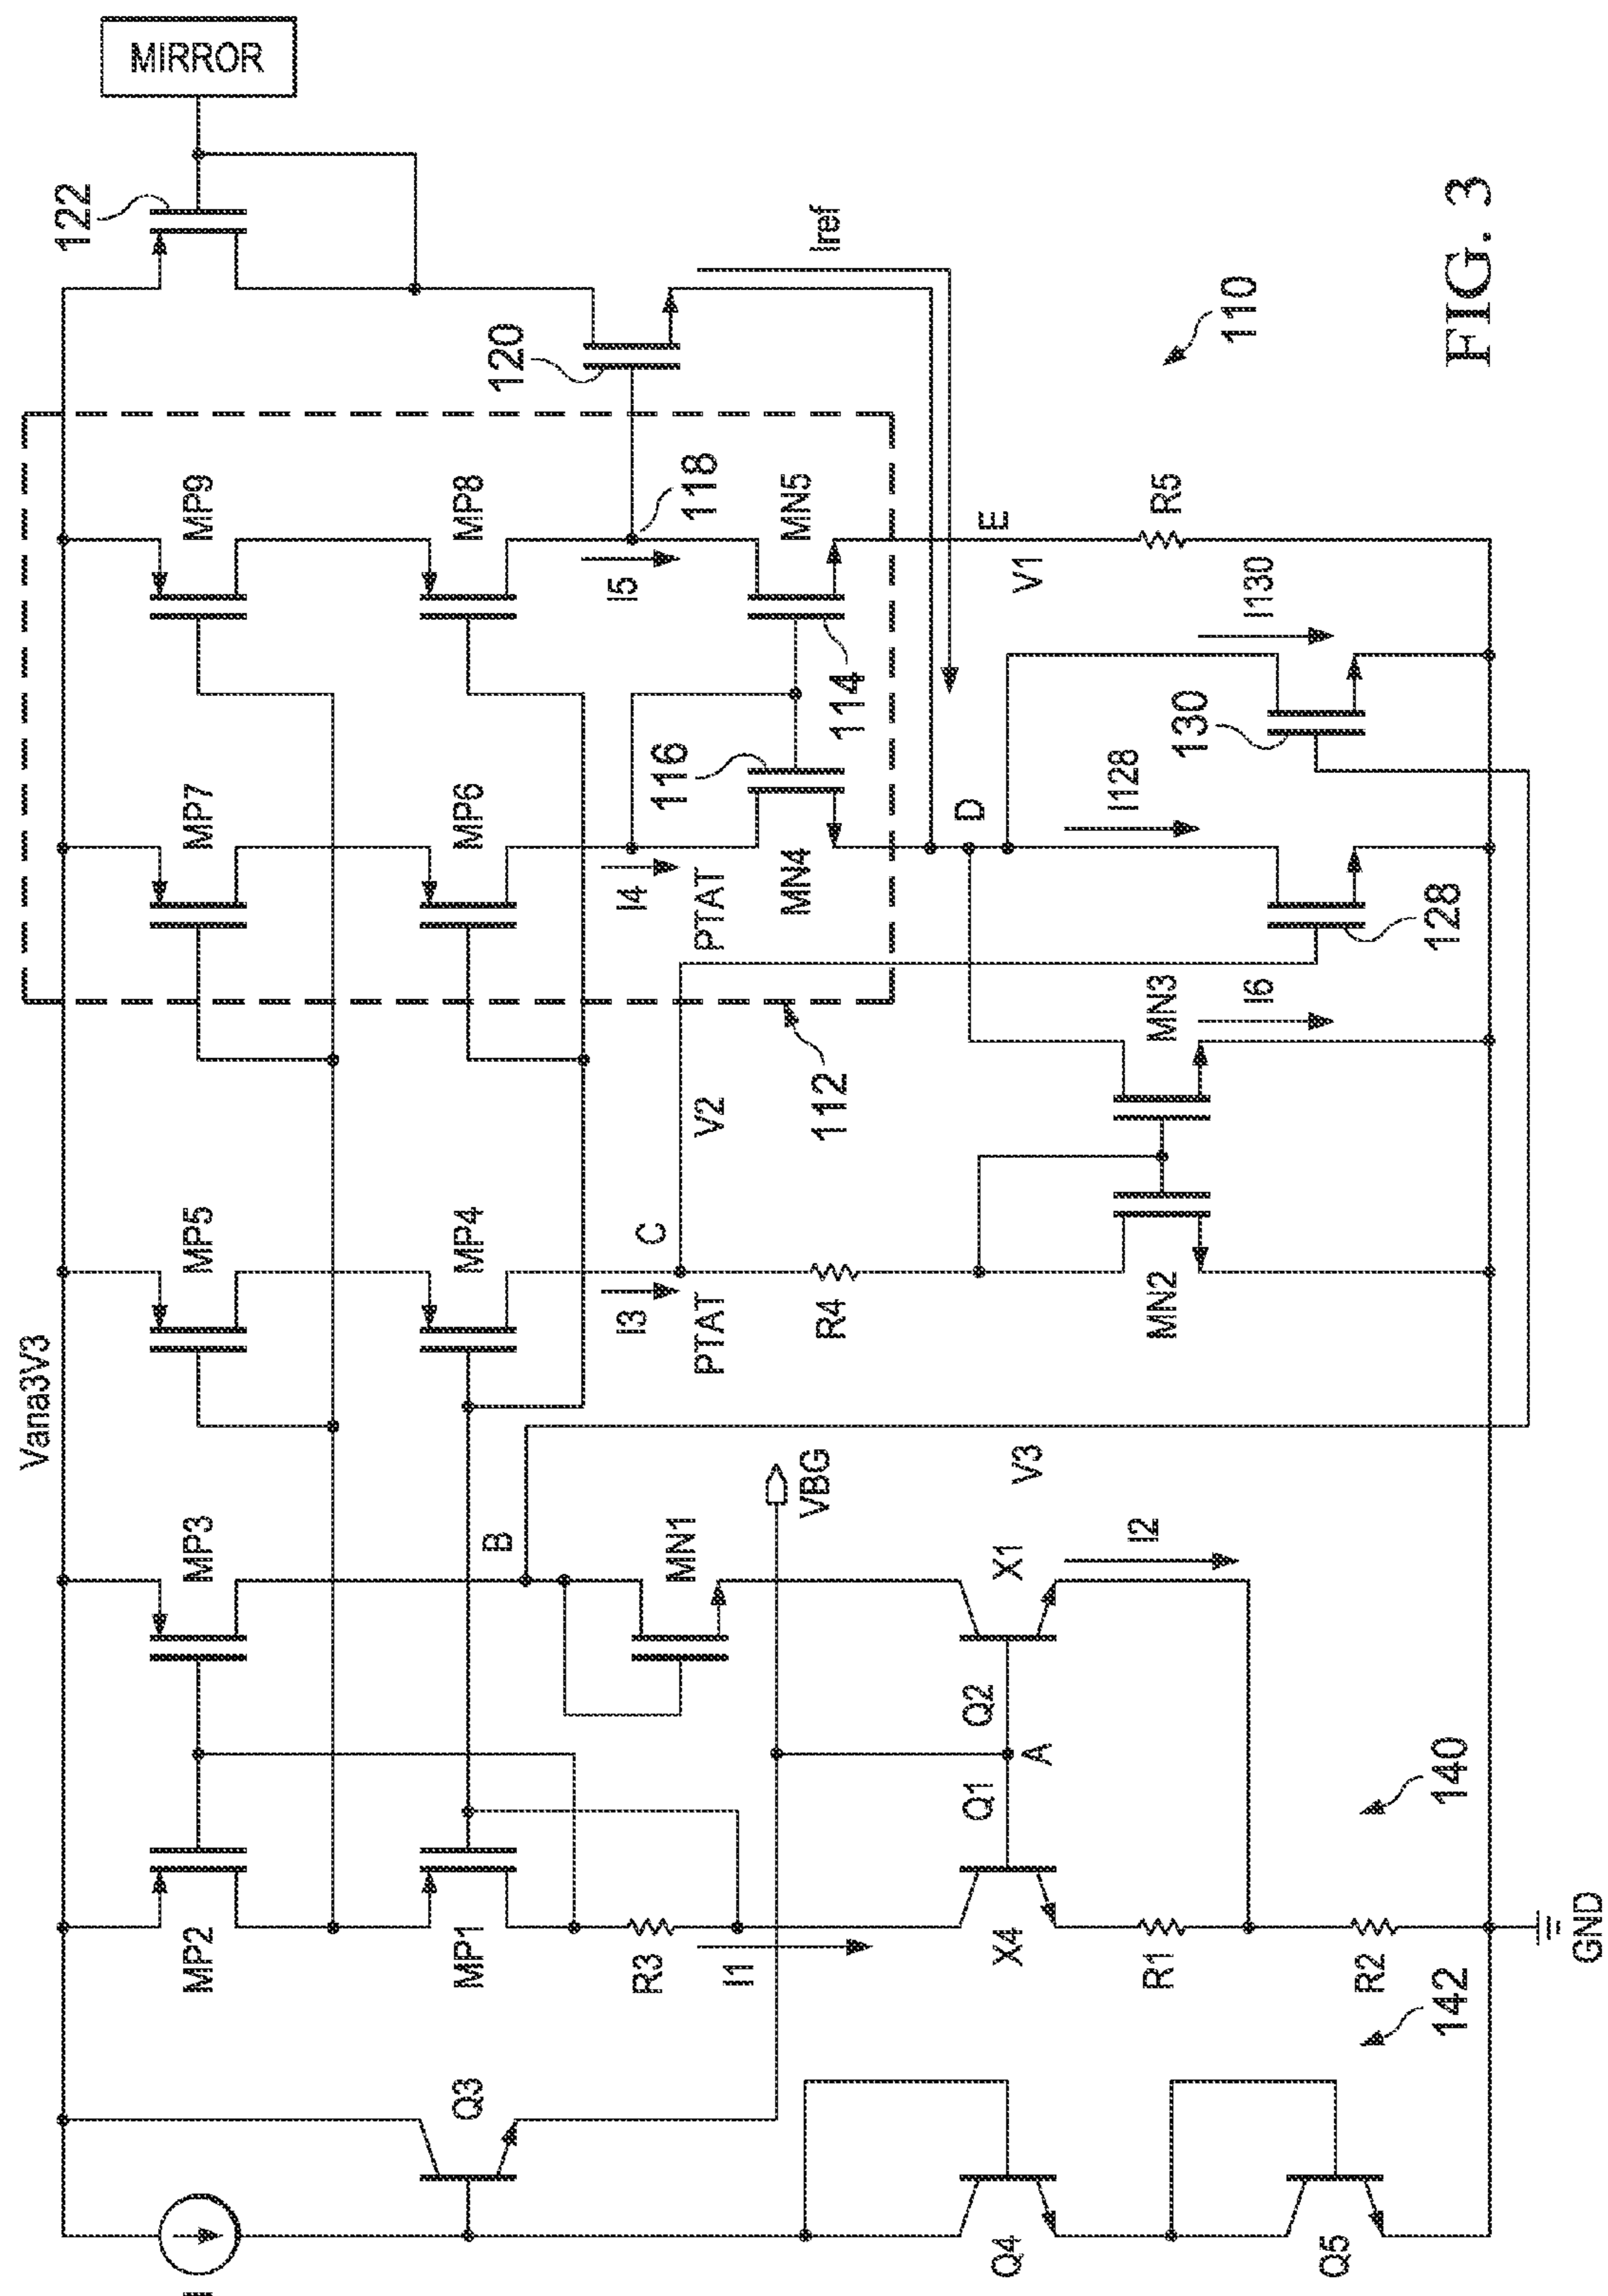 MIRROR
122
Vana3V3
MP2
MP3
MP5
MP7
MP9
MP1
MP4
MP6
MP8
Q3
B
C
120
Iref
R3
I1
MN1
I3
PTAT
I4
PTAT
I5
118
V2
116
MN4
114
MN5
112
VBG
Q1
Q2
A
X4
X1
V3
I2
D
E
V1
R4
MN2
MN3
I6
I128
128
I130
130
R5
110
Q4
Q5
R1
R2
142
140
GND
FIG. 3